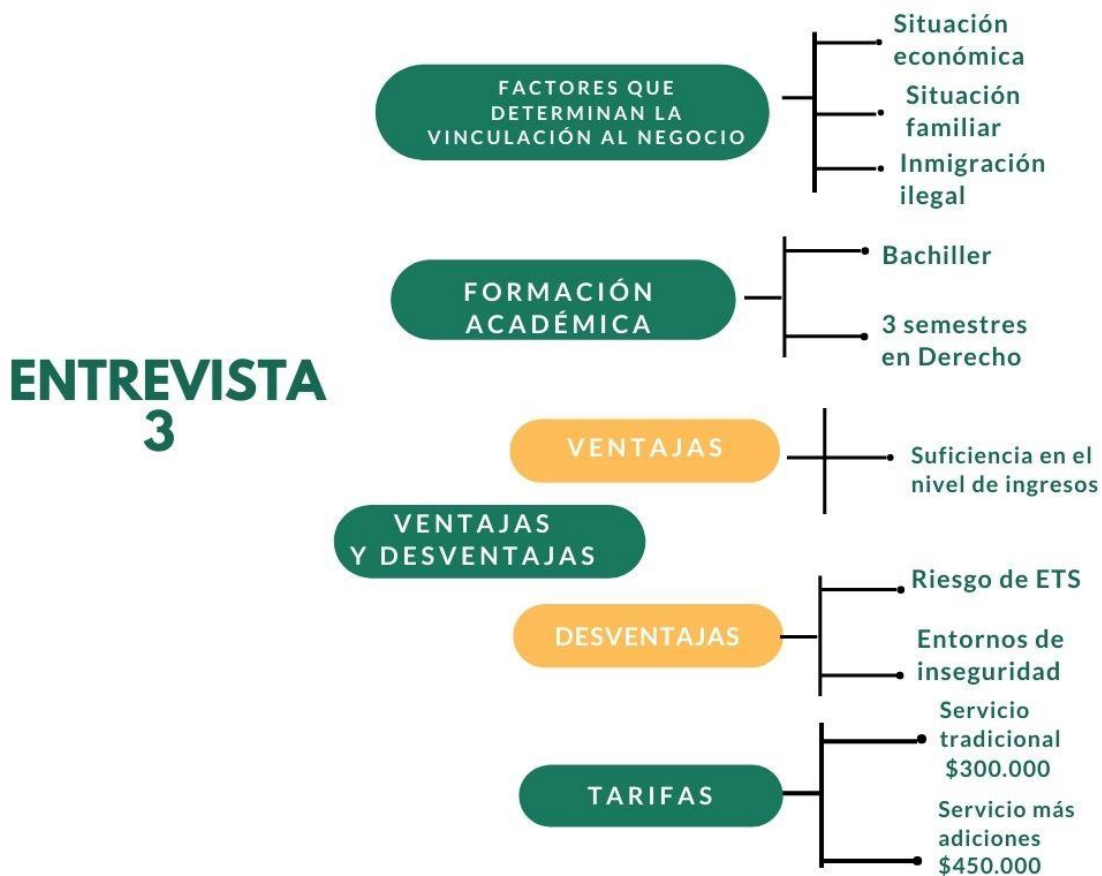 ENTREVISTA
3
FACTORES QUE
DETERMINAN LA
VINCULACIÓN AL NEGOCIO
Situación
económica
Situación
familiar
Inmigración
ilegal
FORMACIÓN
ACADÉMICA
Bachiller
3 semestres
en Derecho
VENTAJAS
Y DESVENTAJAS
VENTAJAS
Suficiencia en el
nivel de ingresos
DESVENTAJAS
Riesgo de ETS
Entornos de
inseguridad
TARIFAS
Servicio
tradicional
$300.000
Servicio más
adiciones
$450.000